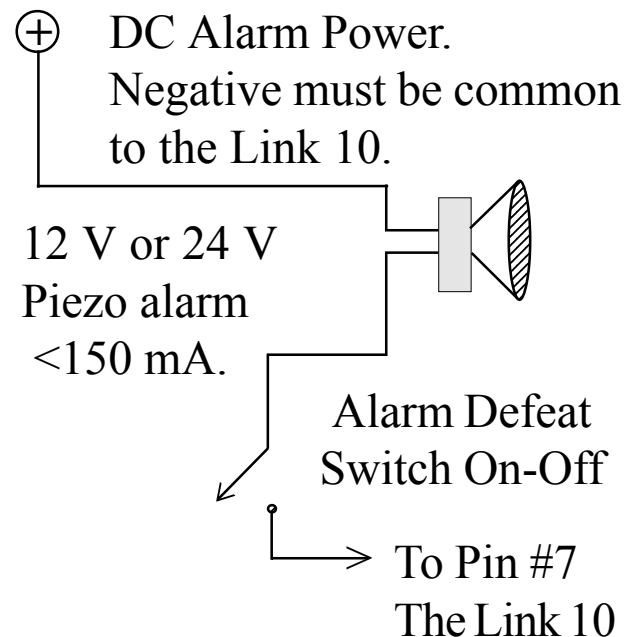 DC Alarm Power.
Negative must be common
to the Link 10.
12 V or 24 V
Piezo alarm
<150 mA.
Alarm Defeat
Switch On-Off
To Pin #7
The Link 10